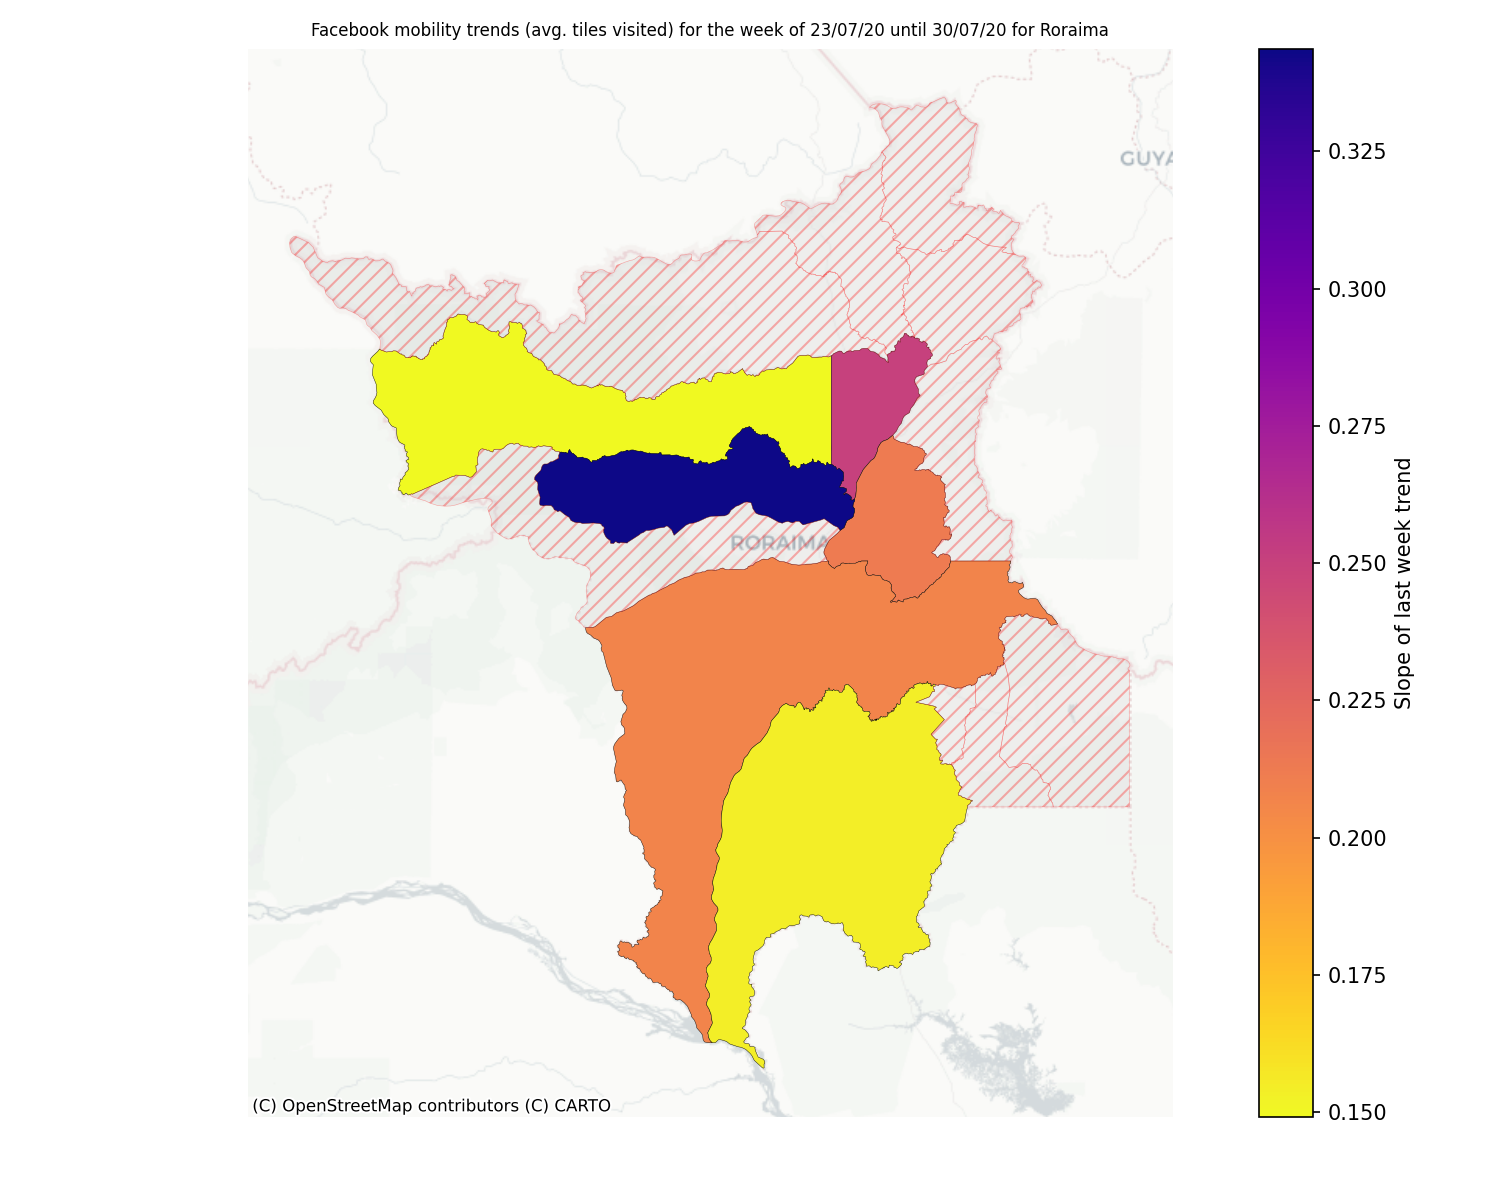 Facebook mobility trends (avg. tiles visited) for the week of 23/07/20 until 30/07/20 for Roraima
GUYA
0.325
0.300
0.275
0.250
0.225
0.200
0.175
0.150
Slope of last week trend
RORAIMA
(C) OpenStreetMap contributors (C) CARTO